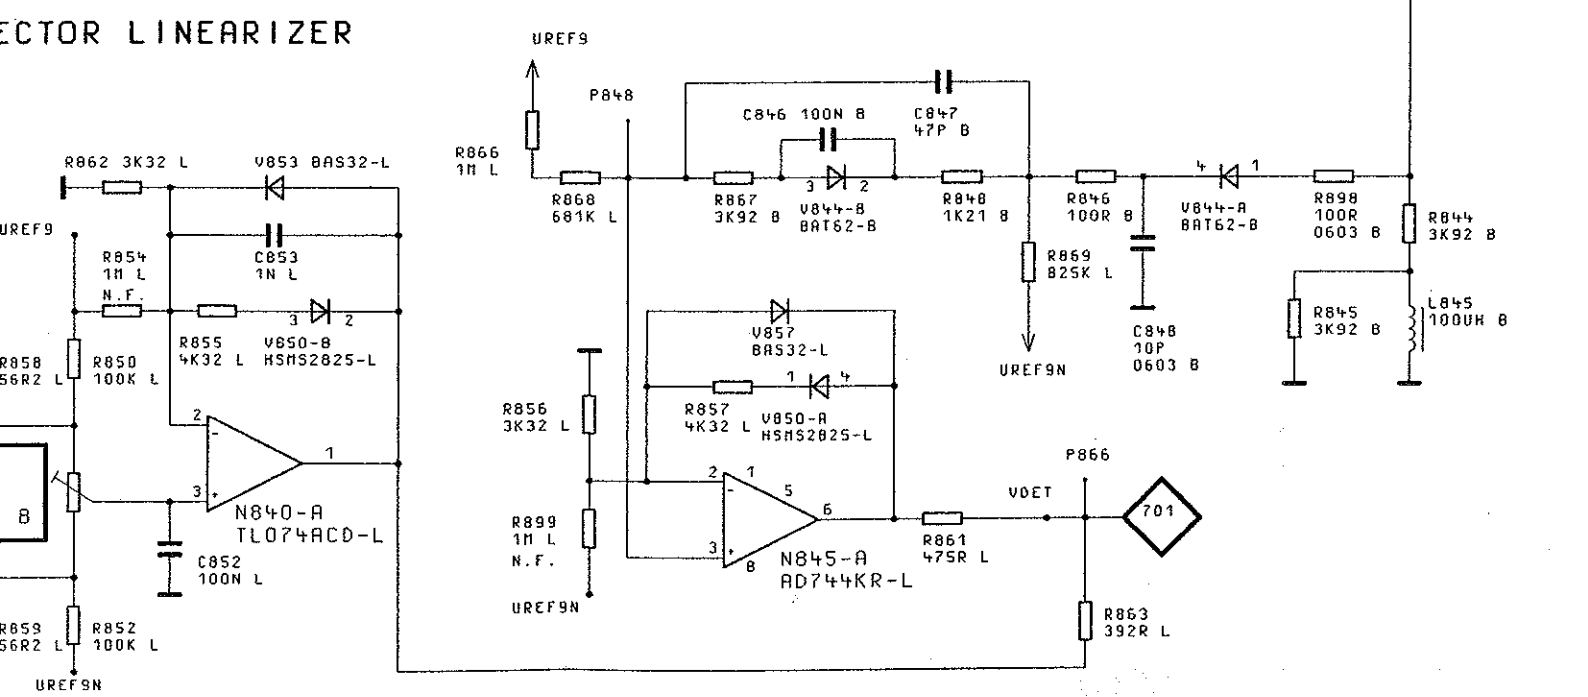 ECTOR LINEARIZER
UREF9
P848
C846 100N B
C847
47P B
R866
1M L
R862 3K32 L
V853 BAS32-L
R868
681K L
R867
3K92 B
3
2
V844-B
BAT62-B
R848
1K21 B
R846
100R B
4
1
V844-A
BAT62-B
R898
100R
0603 B
R844
3K92 B
UREF9
C853
1N L
R854
1M L
N.F.
R869
825K L
C848
10P
0603 B
R845
3K92 B
L845
100UH B
3
2
R855
4K32 L
V850-B
HSMS2825-L
R858
56R2 L
R850
100K L
V857
BAS32-L
UREF9N
R856
3K32 L
1
4
R857
4K32 L
V850-A
HSMS2825-L
2
-
3
+
1
N840-A
TL074ACD-L
B
C852
100N L
P866
VDET
701
2
-
1
5
6
3
+
8
N845-A
AD744KR-L
R861
475R L
R899
1M L
N.F.
UREF9N
R859
56R2 L
R852
100K L
R863
392R L
UREF9N